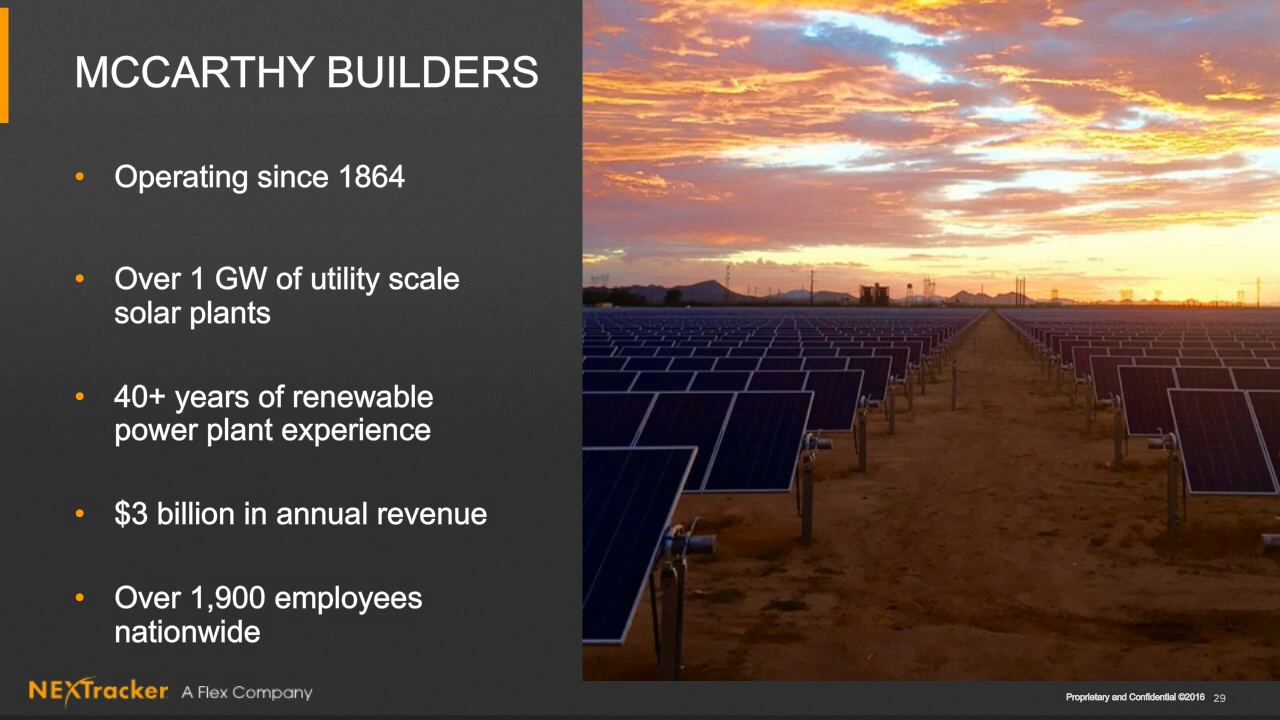 MCCARTHY BUILDERS
• Operating since 1864
• Over 1 GW of utility scale
solar plants
• 40+ years of renewable
power plant experience
• $3 billion in annual revenue
• Over 1,900 employees
nationwide
NEXTracker A Flex Company
Proprietary and Confidential ©2016 29